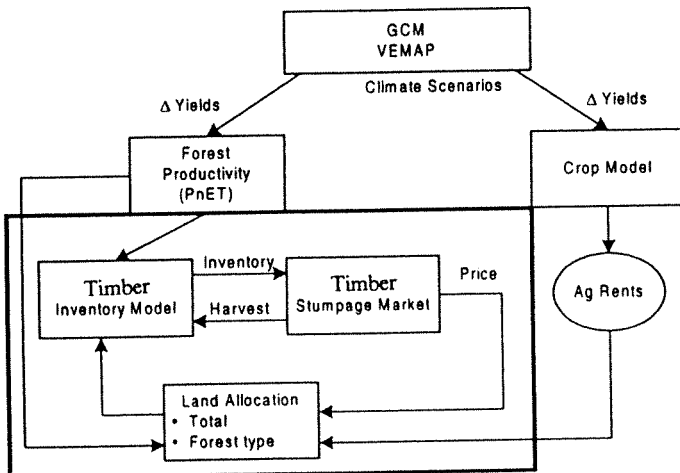 GCM
VEMAP
Climate Scenarios
Δ Yields
Δ Yields
Forest
Productivity
(PnET)
Crop Model
Timber
Inventory Model
Inventory
Harvest
Timber
Stumpage Market
Price
Ag Rents
Land Allocation
• Total
• Forest type